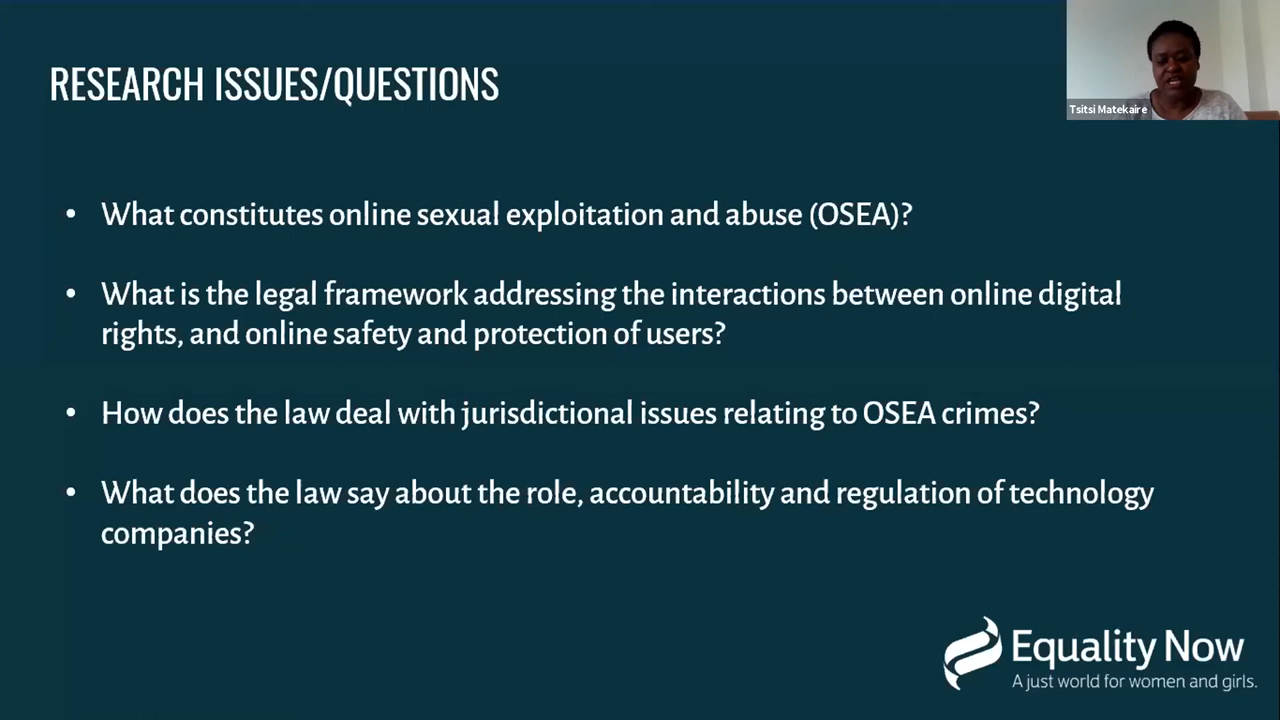 RESEARCH ISSUES/QUESTIONS
Tsitsi Matekaire
• What constitutes online sexual exploitation and abuse (OSEA)?
• What is the legal framework addressing the interactions between online digital
rights, and online safety and protection of users?
• How does the law deal with jurisdictional issues relating to OSEA crimes?
• What does the law say about the role, accountability and regulation of technology
companies?
Equality Now
A just world for women and girls.